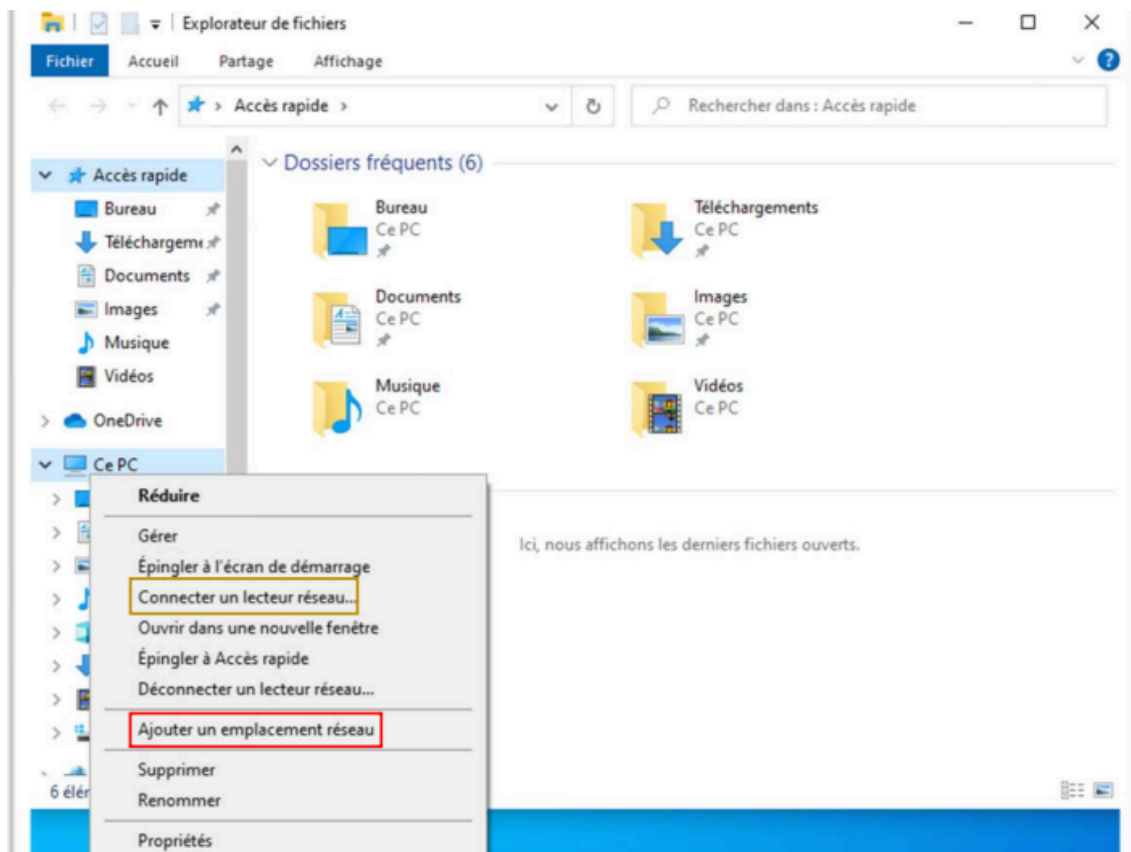 Explorateur de fichiers
Fichier Accueil Partage Affichage
Accès rapide
Rechercher dans : Accès rapide
Accès rapide
Bureau
Téléchargeme
Documents
Images
Musique
Vidéos
OneDrive
Ce PC
Dossiers fréquents (6)
Bureau
Ce PC
Téléchargements
Ce PC
Documents
Ce PC
Images
Ce PC
Musique
Ce PC
Vidéos
Ce PC
Ici, nous affichons les derniers fichiers ouverts.
Réduire
Gérer
Épingler à l'écran de démarrage
Connecter un lecteur réseau...
Ouvrir dans une nouvelle fenêtre
Épingler à Accès rapide
Déconnecter un lecteur réseau...
Ajouter un emplacement réseau
Supprimer
Renommer
Propriétés
6 élér